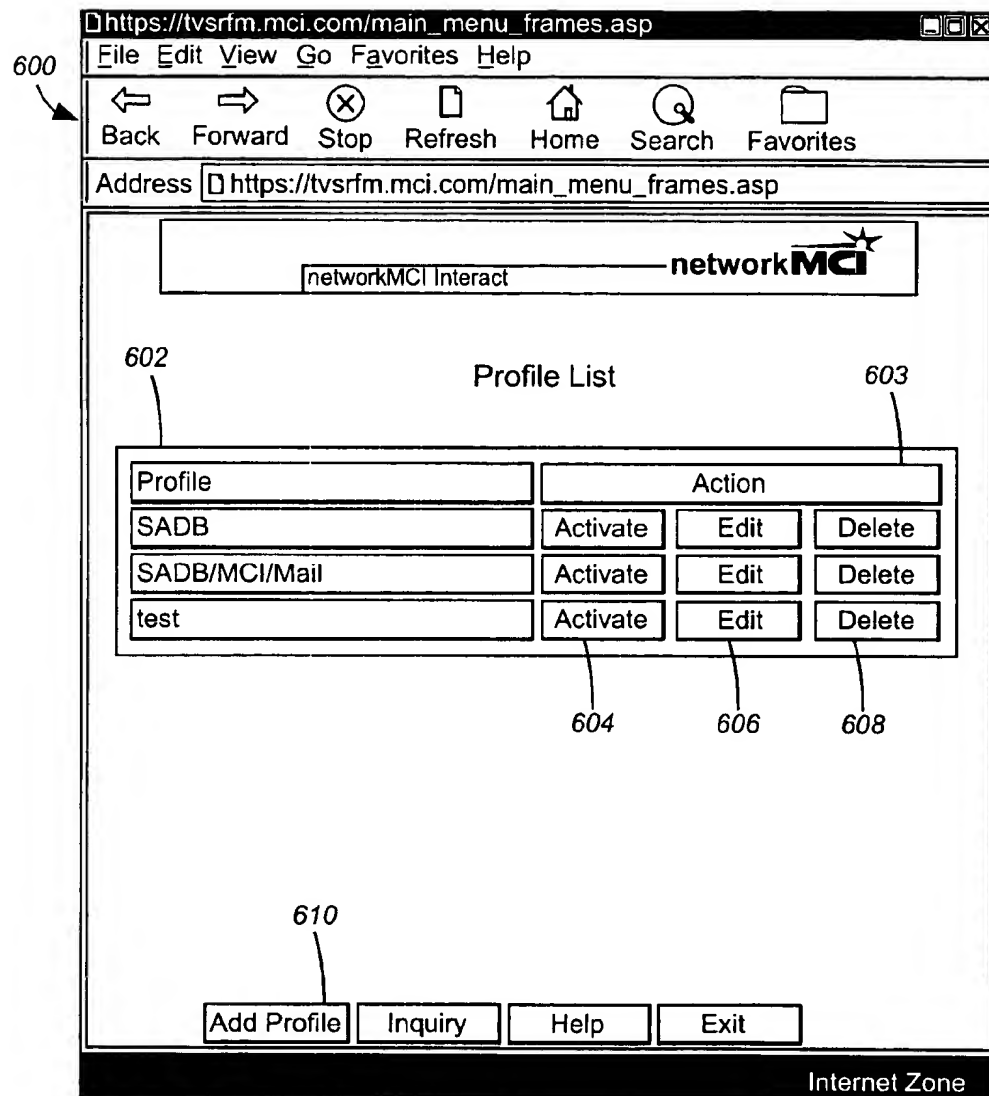 https://tvsrfm.mci.com/main_menu_frames.asp
File Edit View Go Favorites Help
600
Back Forward Stop Refresh Home Search Favorites
Address https://tvsrfm.mci.com/main_menu_frames.asp
networkMCI Interact
networkMCI
602
Profile List
603
Profile Action
SADB Activate Edit Delete
SADB/MCI/Mail Activate Edit Delete
test Activate Edit Delete
604 606 608
610
Add Profile Inquiry Help Exit
Internet Zone